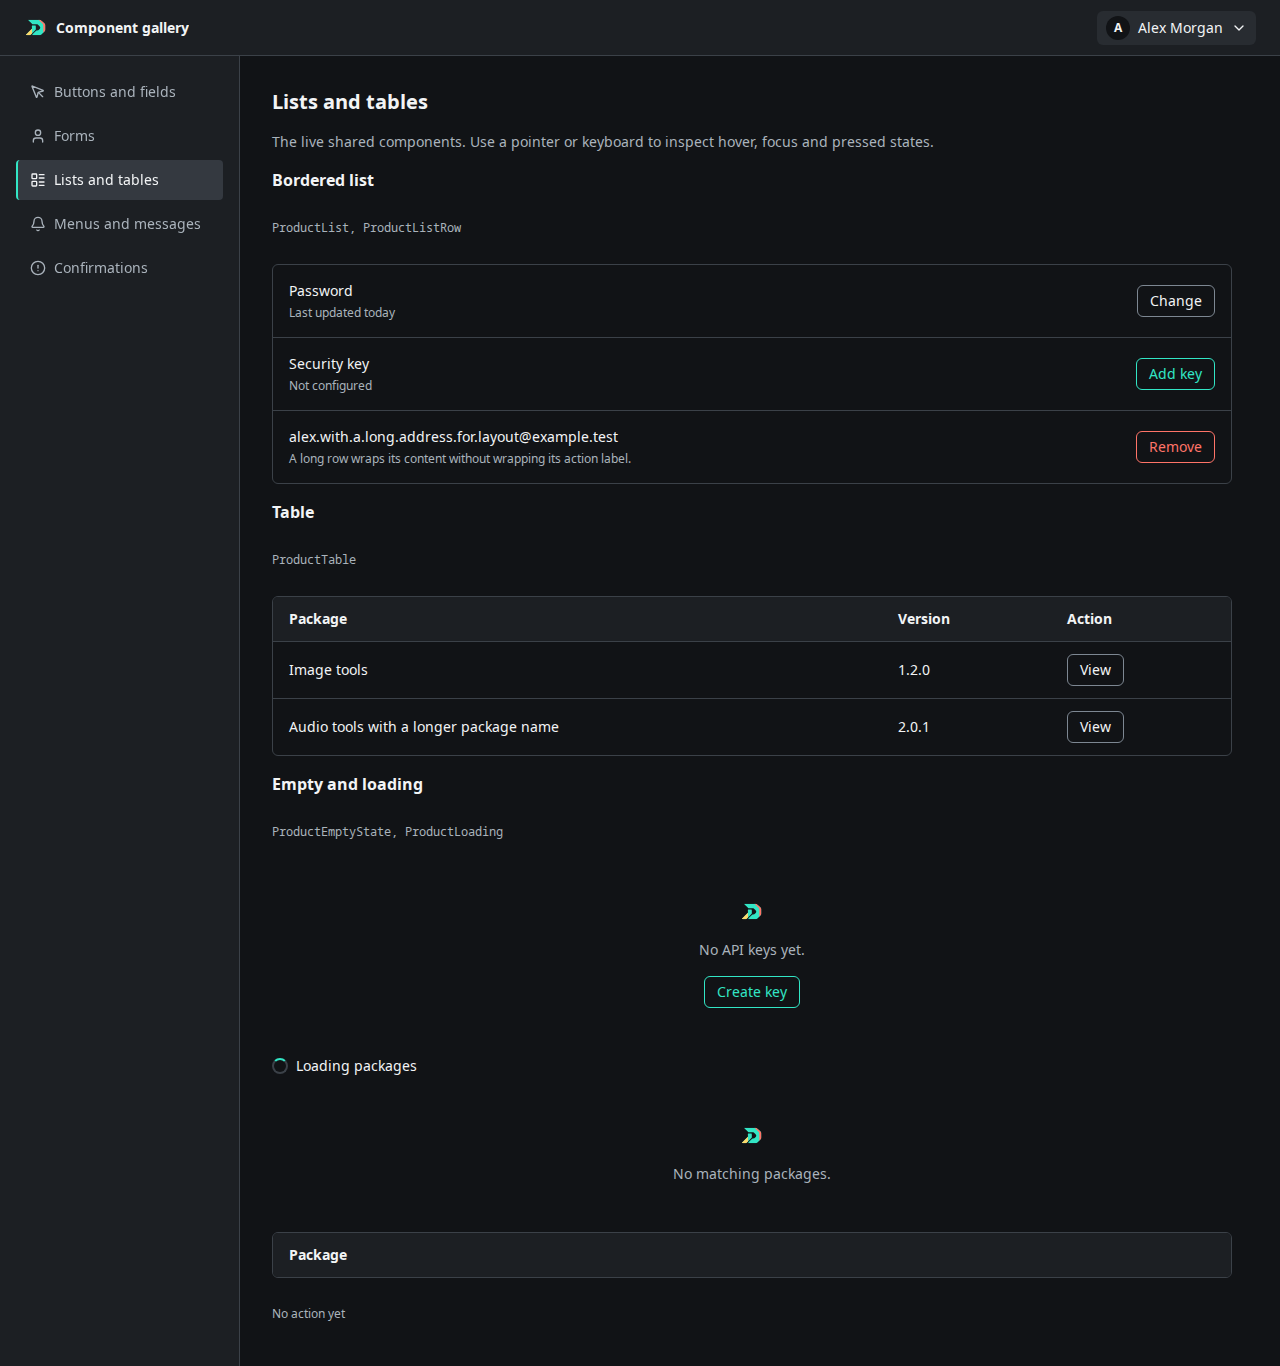 Component gallery
A Alex Morgan
Buttons and fields
Forms
Lists and tables
Menus and messages
Confirmations
Lists and tables
The live shared components. Use a pointer or keyboard to inspect hover, focus and pressed states.
Bordered list
ProductList, ProductListRow
Password
Last updated today
Change
Security key
Not configured
Add key
alex.with.a.long.address.for.layout@example.test
A long row wraps its content without wrapping its action label.
Remove
Table
ProductTable
Package Version Action
Image tools 1.2.0 View
Audio tools with a longer package name 2.0.1 View
Empty and loading
ProductEmptyState, ProductLoading
No API keys yet.
Create key
Loading packages
No matching packages.
Package
No action yet